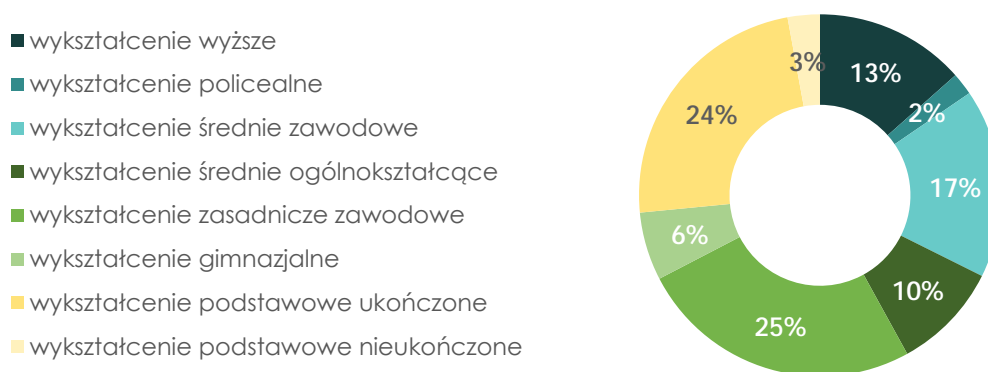 wykształcenie wyższe
wykształcenie policealne
wykształcenie średnie zawodowe
wykształcenie średnie ogólnokształcące
wykształcenie zasadnicze zawodowe
wykształcenie gimnazjalne
wykształcenie podstawowe ukończone
wykształcenie podstawowe nieukończone
13%
2%
17%
10%
25%
6%
24%
3%